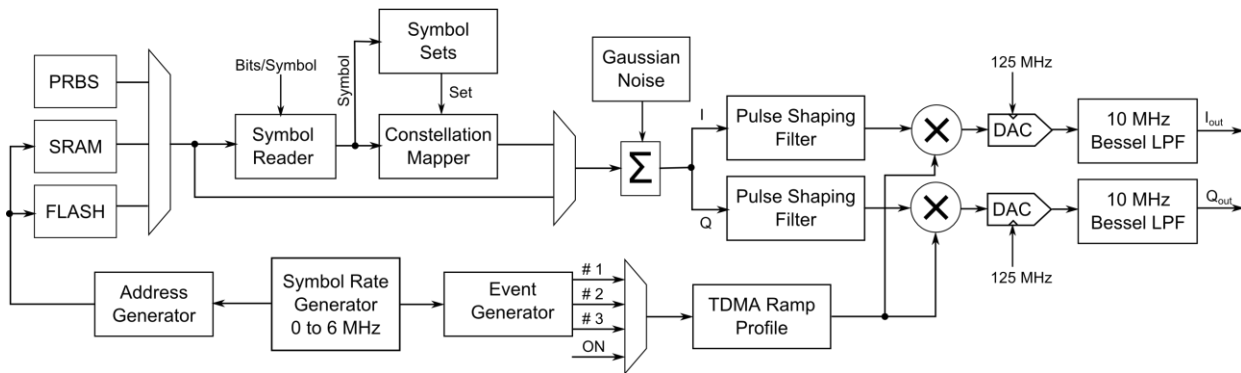 PRBS
SRAM
FLASH
Bits/Symbol
Symbol
Reader
Symbol
Symbol
Sets
Set
Constellation
Mapper
Gaussian
Noise
Σ
I
Q
Pulse Shaping
Filter
Pulse Shaping
Filter
125 MHz
DAC
10 MHz
Bessel LPF
Iout
DAC
125 MHz
10 MHz
Bessel LPF
Qout
Address
Generator
Symbol Rate
Generator
0 to 6 MHz
Event
Generator
# 1
# 2
# 3
ON
TDMA Ramp
Profile